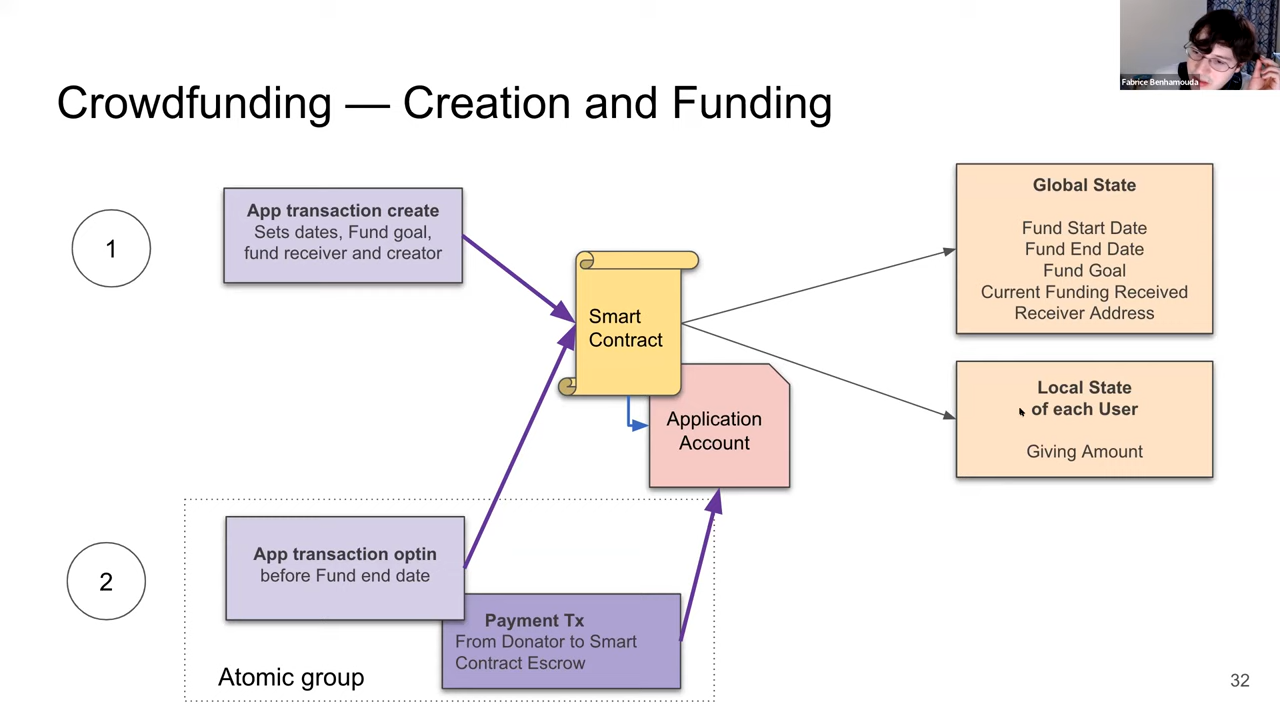 Fabrice Benhamouda
Crowdfunding — Creation and Funding
1
App transaction create
Sets dates, Fund goal,
fund receiver and creator
Smart
Contract
Application
Account
Global State
Fund Start Date
Fund End Date
Fund Goal
Current Funding Received
Receiver Address
Local State
of each User
Giving Amount
2
App transaction optin
before Fund end date
Payment Tx
From Donator to Smart
Contract Escrow
Atomic group
32